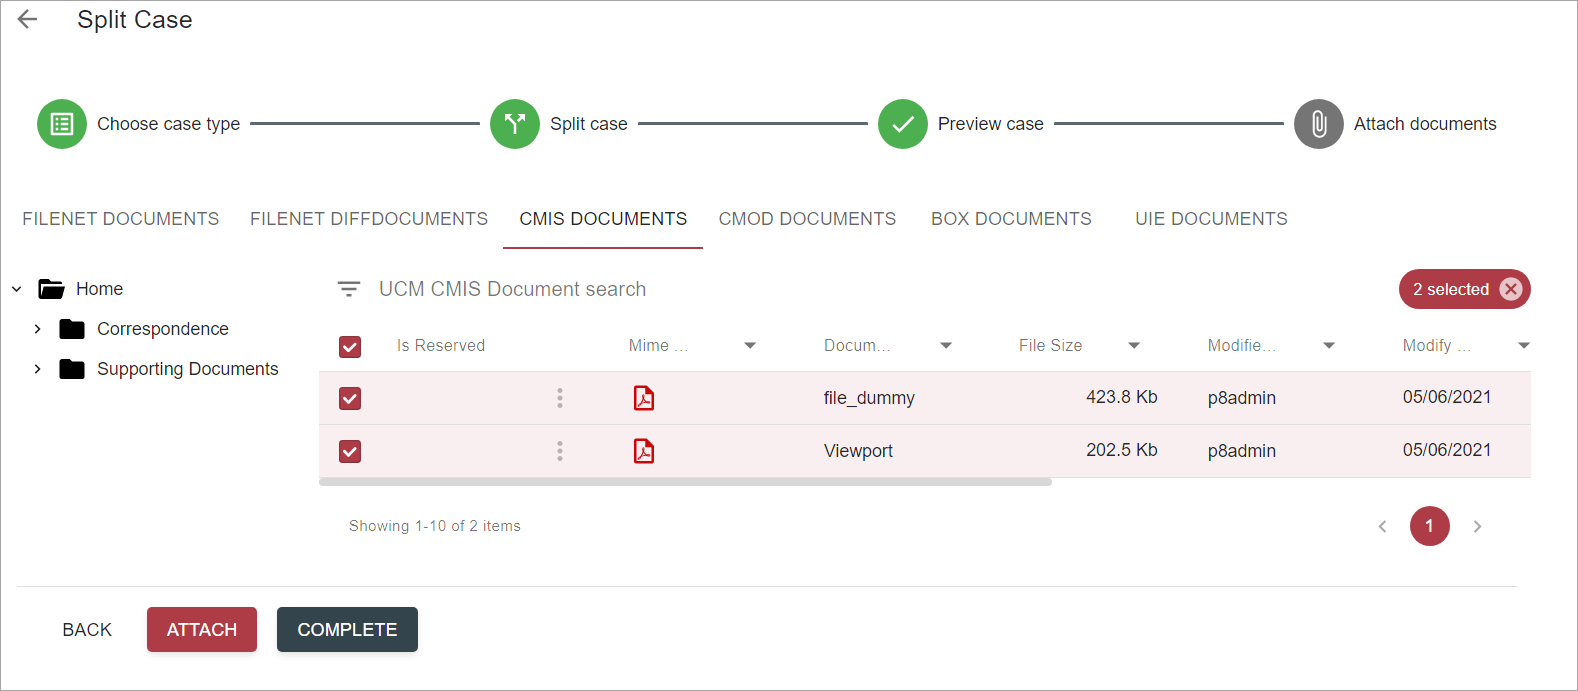 Split Case
Choose case type Split case Preview case Attach documents
FILENET DOCUMENTS FILENET DIFFDOCUMENTS CMIS DOCUMENTS CMOD DOCUMENTS BOX DOCUMENTS UIE DOCUMENTS
Home
Correspondence
Supporting Documents
UCM CMIS Document search 2 selected
Is Reserved Mime ... Docum... File Size Modifie... Modify ...
file_dummy 423.8 Kb p8admin 05/06/2021
Viewport 202.5 Kb p8admin 05/06/2021
Showing 1-10 of 2 items 1
BACK ATTACH COMPLETE